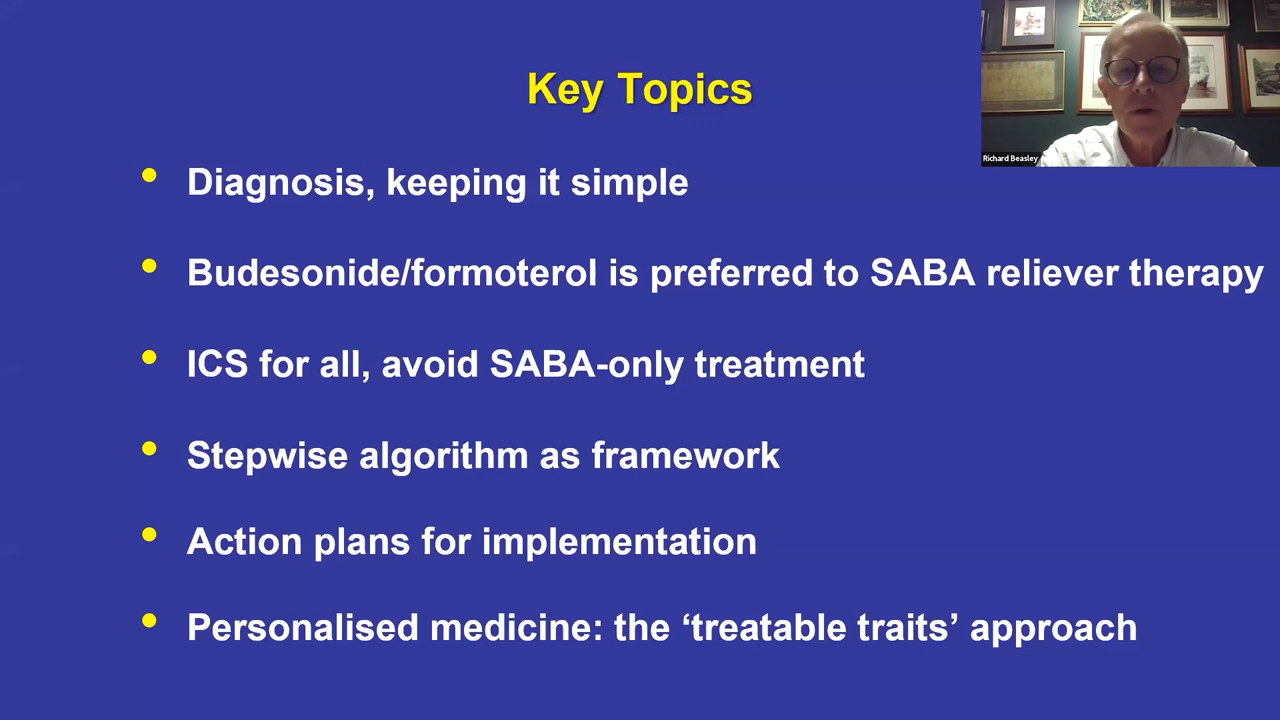 Key Topics
Richard Beasley
• Diagnosis, keeping it simple
• Budesonide/formoterol is preferred to SABA reliever therapy
• ICS for all, avoid SABA-only treatment
• Stepwise algorithm as framework
• Action plans for implementation
• Personalised medicine: the ‘treatable traits’ approach